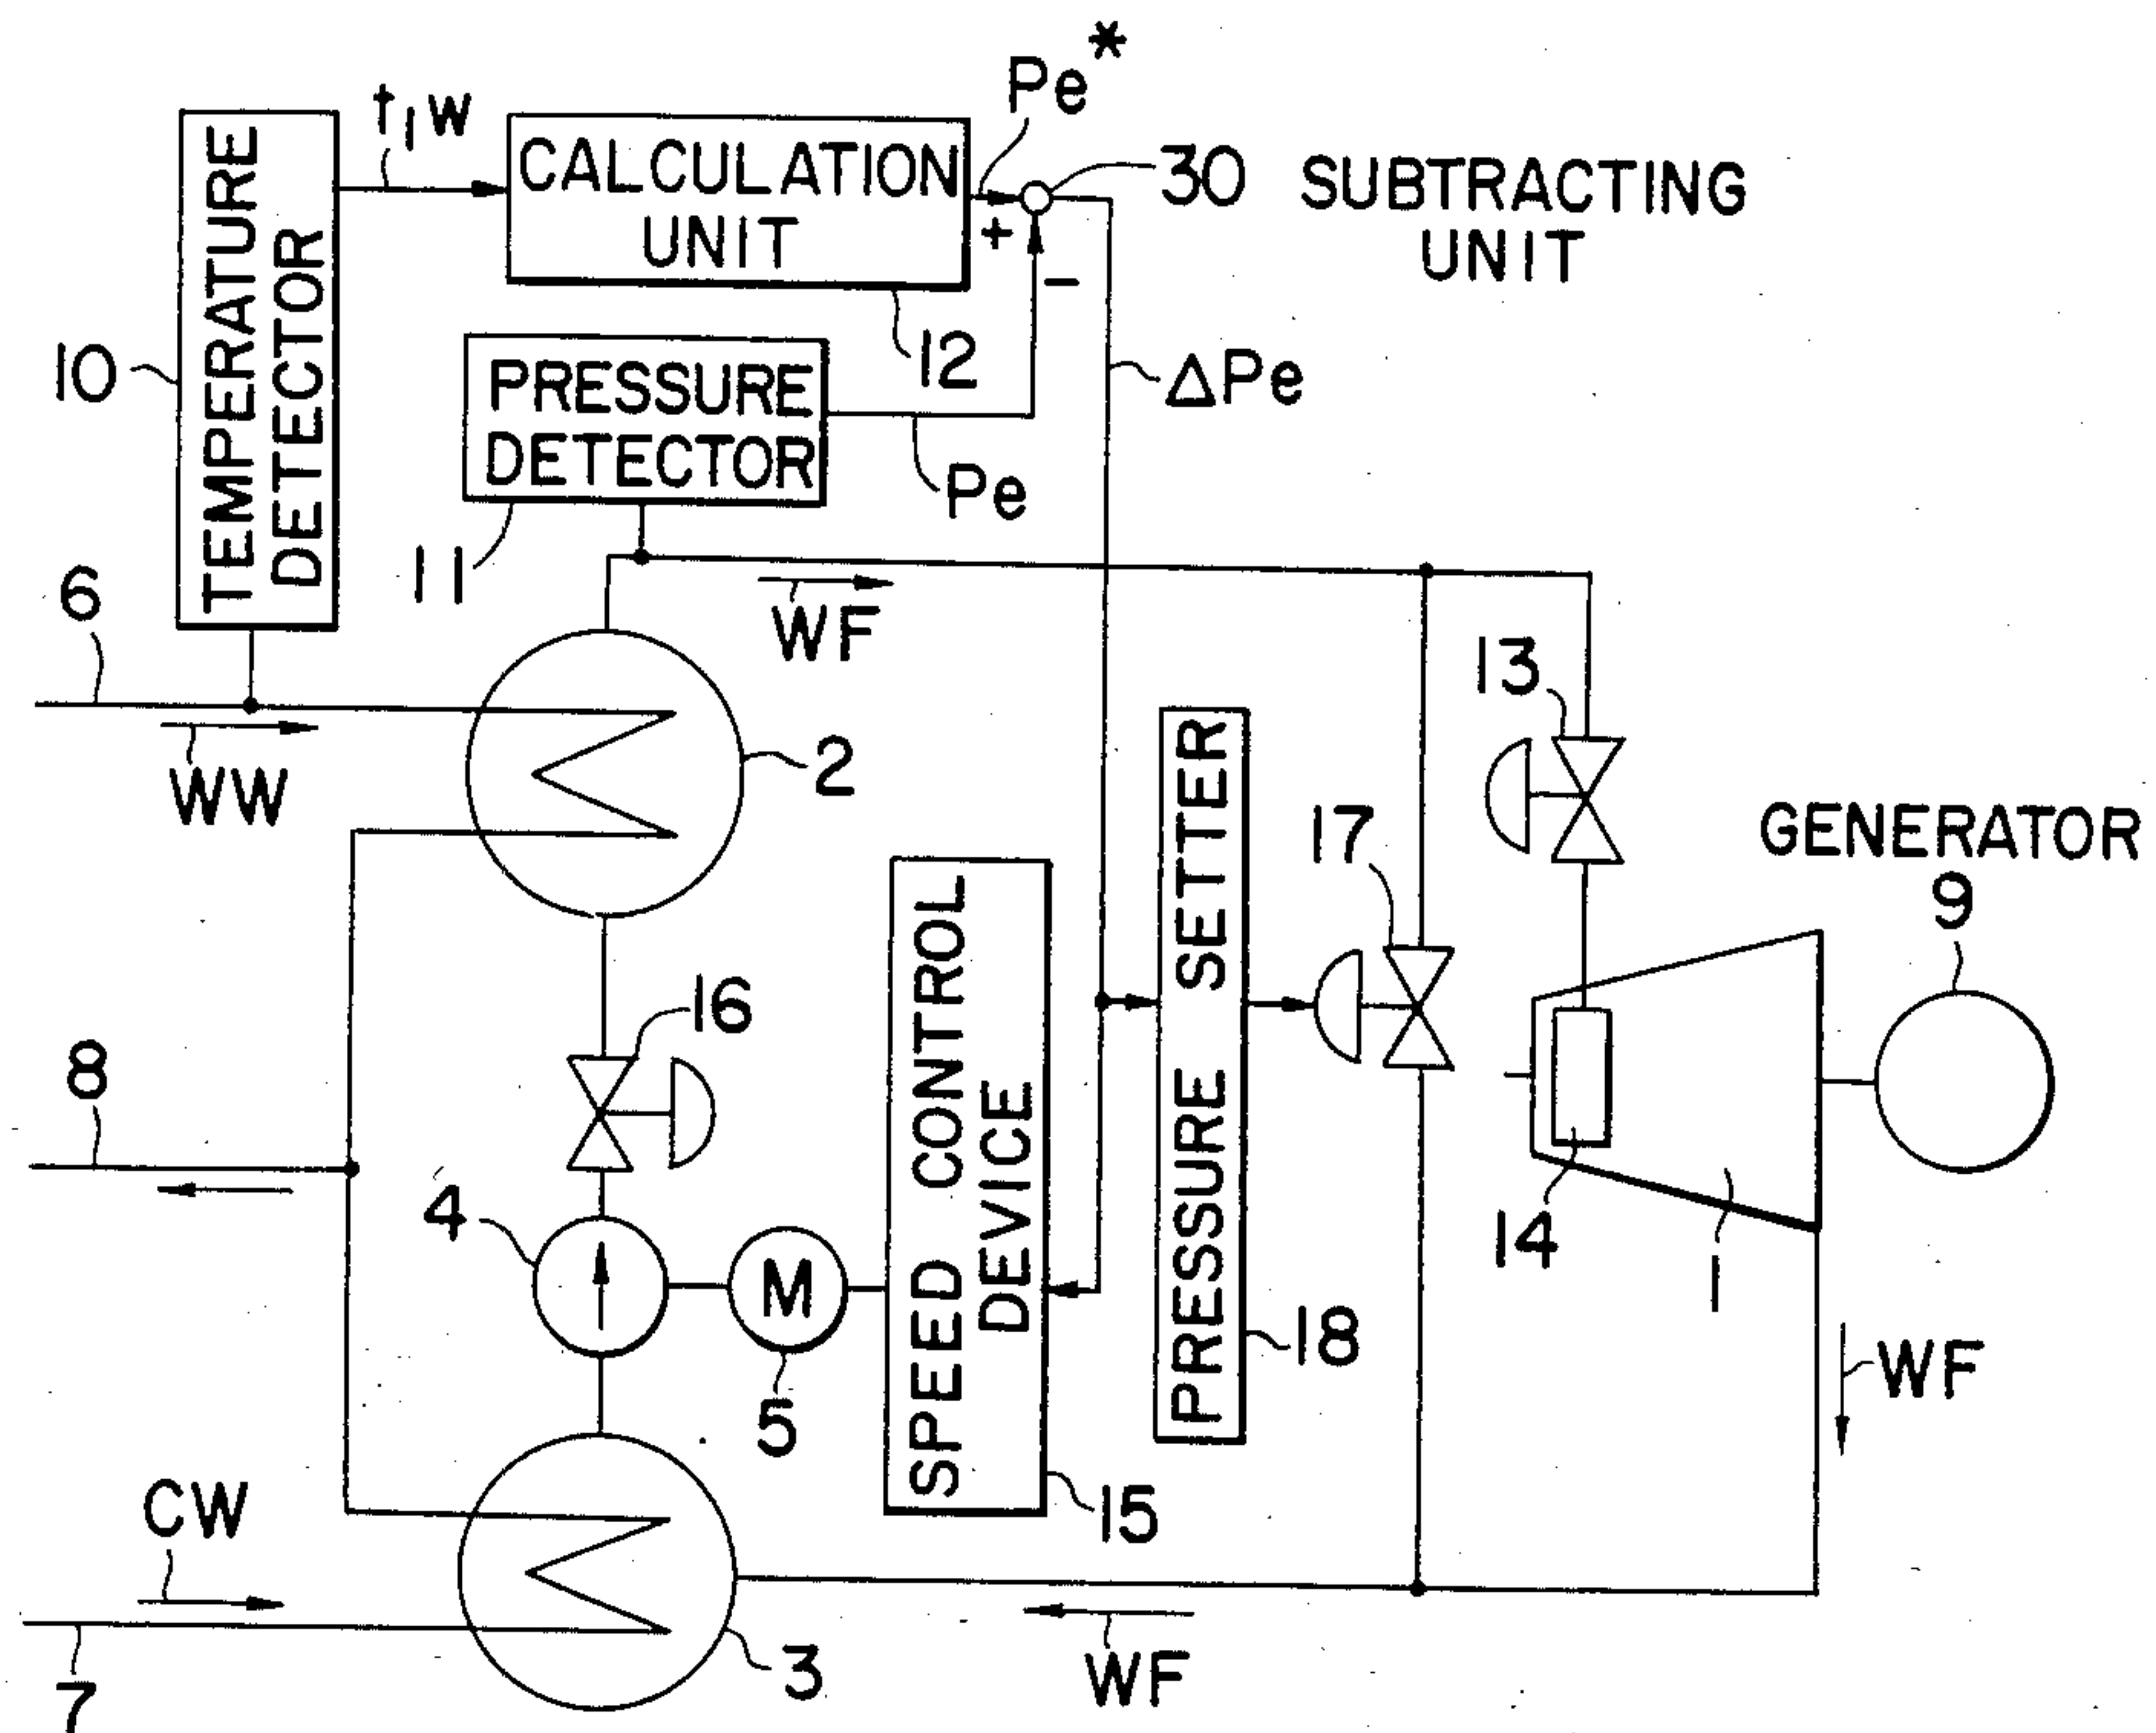 Pe*
t₁W
CALCULATION
UNIT
30 SUBTRACTING
UNIT
+
−
TEMPERATURE
DETECTOR
10
12
PRESSURE
DETECTOR
ΔPe
Pe
11
6
WF
WW
2
13
17
GENERATOR
9
PRESSURE SETTER
SPEED CONTROL
DEVICE
16
8
4
M
5
14
1
18
WF
15
CW
7
3
WF